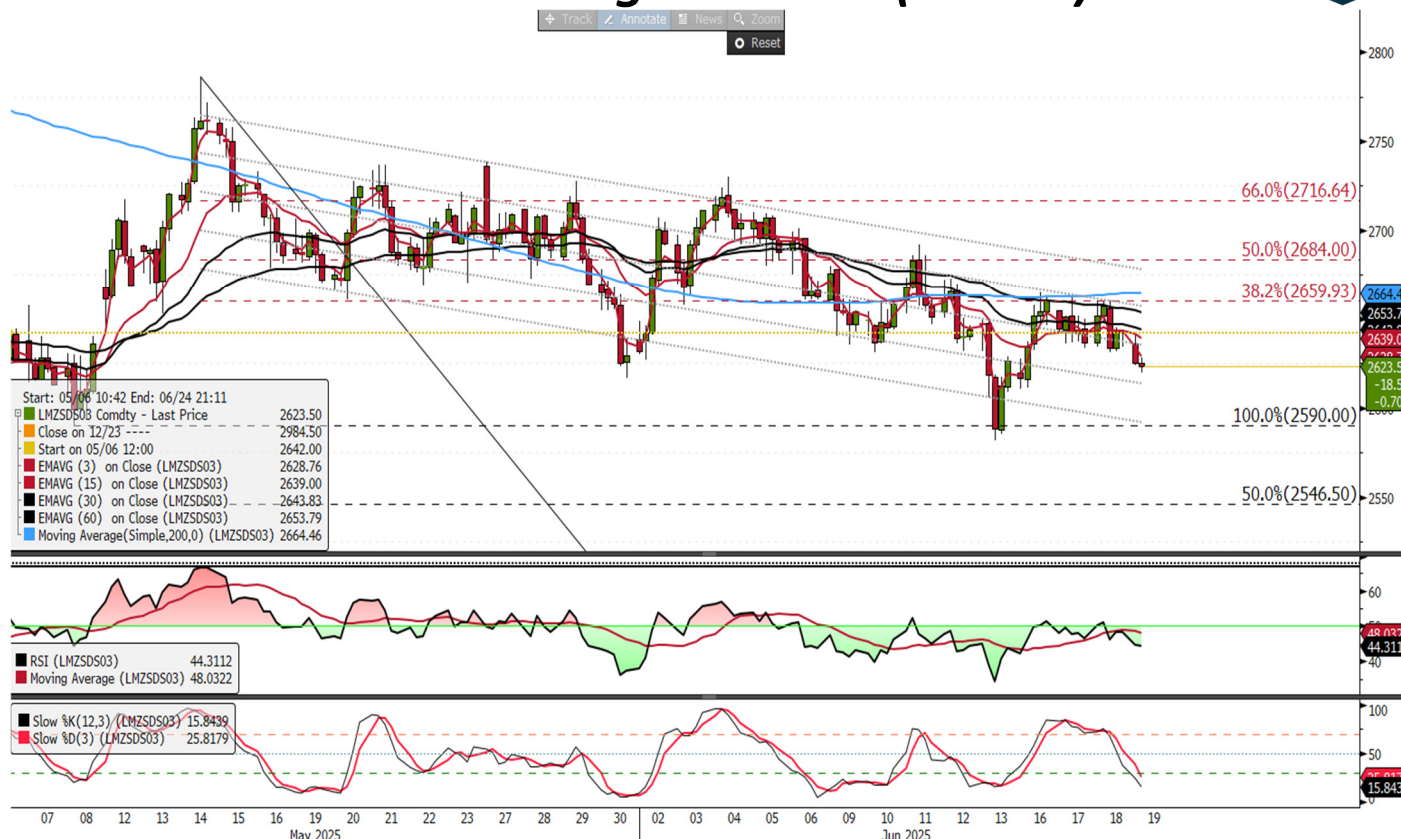 Track Annotate News Zoom
Reset
2800
2750
66.0%(2716.64)
2700
50.0%(2684.00)
38.2%(2659.93)
2664.4
2653.7
2639.0
2623.5
-18.5
-0.70
100.0%(2590.00)
2550
50.0%(2546.50)
Start: 05/06 10:42 End: 06/24 21:11
LMZSDS03 Comdty - Last Price 2623.50
Close on 12/23 ---- 2984.50
Start on 05/06 12:00 2642.00
EMAVG (3) on Close (LMZSDS03) 2628.76
EMAVG (15) on Close (LMZSDS03) 2639.00
EMAVG (30) on Close (LMZSDS03) 2643.83
EMAVG (60) on Close (LMZSDS03) 2653.79
Moving Average(Simple,200,0) (LMZSDS03) 2664.46
60
48.032
44.311
40
RSI (LMZSDS03) 44.3112
Moving Average (LMZSDS03) 48.0322
100
Slow %K(12,3) (LMZSDS03) 15.8439
Slow %D(3) (LMZSDS03) 25.8179
50
15.843
0
07 08 12 13 14 15 16 19 20 21 22 23 26 27 28 29 30 02 03 04 05 06 09 10 11 12 13 16 17 18 19
May 2025 Jun 2025